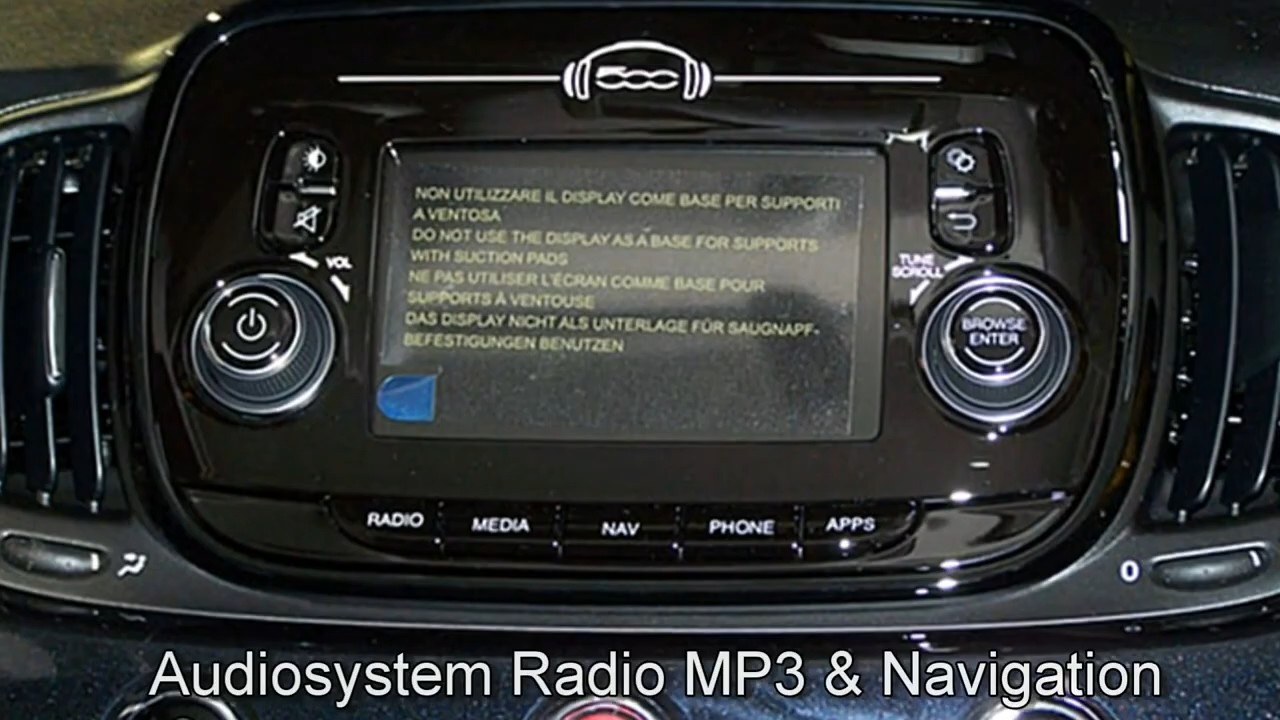 500
NON UTILIZZARE IL DISPLAY COME BASE PER SUPPORTI
A VENTOSA
DO NOT USE THE DISPLAY AS A BASE FOR SUPPORTS
WITH SUCTION PADS
NE PAS UTILISER L'ÉCRAN COMME BASE POUR
SUPPORTS À VENTOUSE
DAS DISPLAY NICHT ALS UNTERLAGE FÜR SAUGNAPF-
BEFESTIGUNGEN BENUTZEN
VOL
TUNE
SCROLL
BROWSE
ENTER
RADIO
MEDIA
NAV
PHONE
APPS
0
Audiosystem Radio MP3 & Navigation